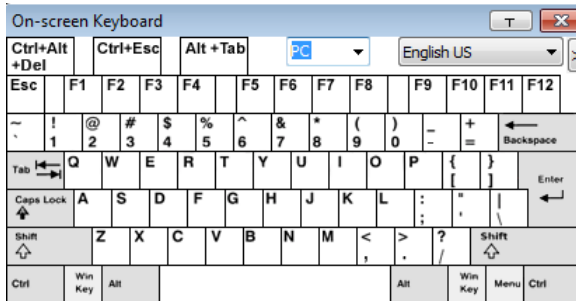 On-screen Keyboard T X
Ctrl+Alt Ctrl+Esc Alt +Tab PC English US >
+Del
Esc F1 F2 F3 F4 F5 F6 F7 F8 F9 F10 F11 F12
~ ! @ # $ % ^ & * ( ) _ +
` 1 2 3 4 5 6 7 8 9 0 - = Backspace
Tab Q W E R T Y U I O P { }
[ ] Enter
Caps Lock A S D F G H J K L : " |
; ' \
Shift Z X C V B N M < > ? Shift
, . /
Ctrl Win Key Alt Alt Win Key Menu Ctrl